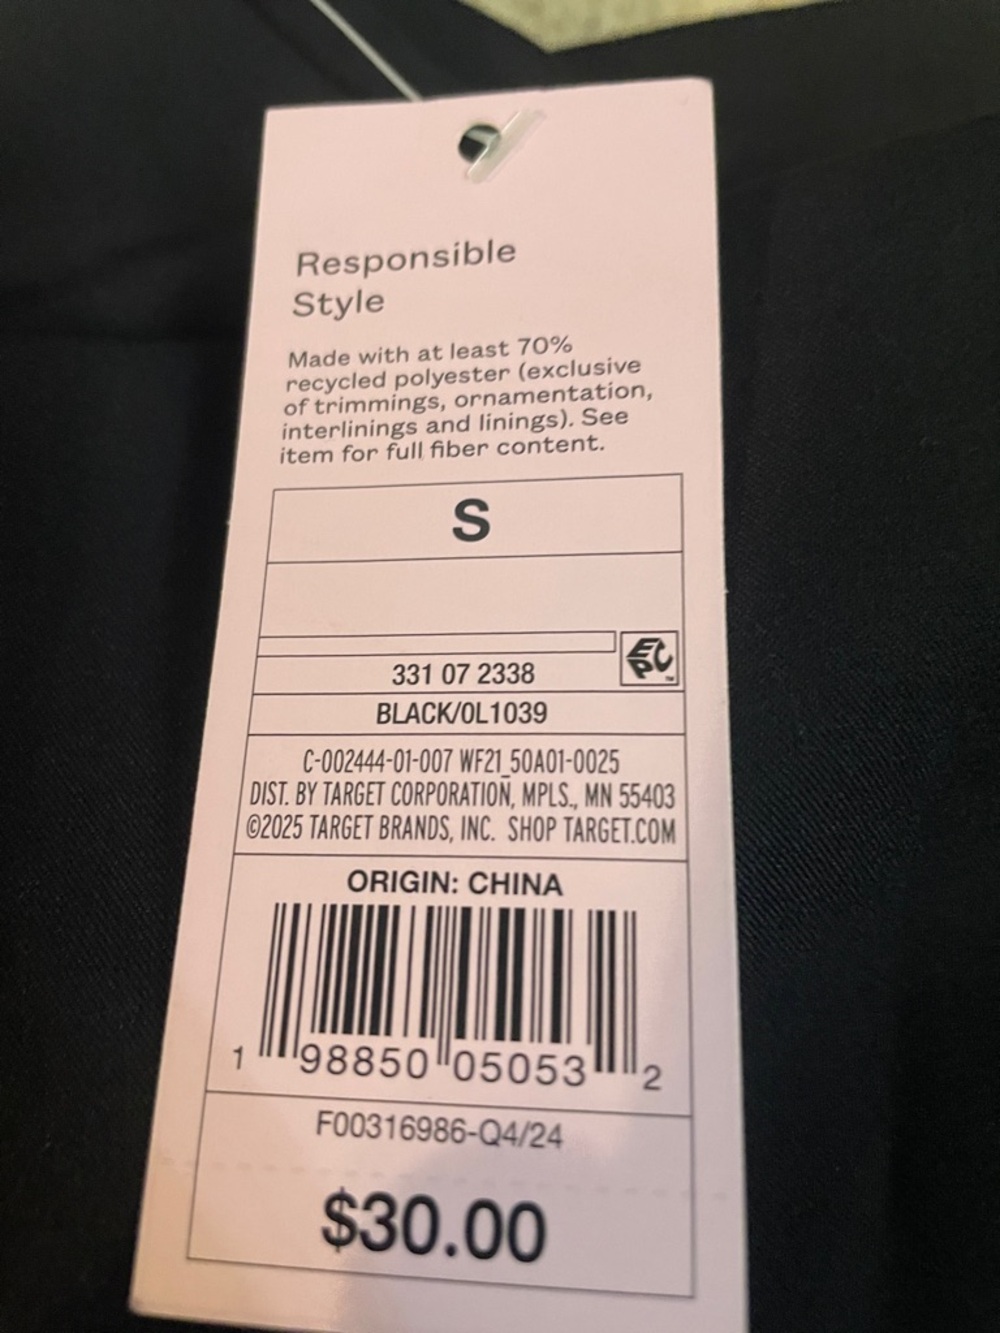 Responsible
Style
Made with at least 70%
recycled polyester (exclusive
of trimmings, ornamentation,
interlinings and linings). See
item for full fiber content.
S
EPC™
331 07 2338
BLACK/0L1039
C-002444-01-007 WF21_50A01-0025
DIST. BY TARGET CORPORATION, MPLS., MN 55403
©2025 TARGET BRANDS, INC. SHOP TARGET.COM
ORIGIN: CHINA
1 98850 05053 2
F00316986-Q4/24
$30.00